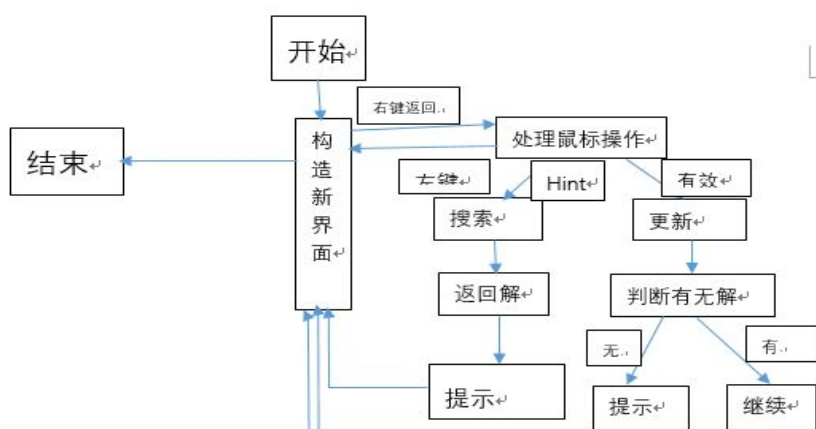 开始
右键返回
结束
构造新界面
处理鼠标操作
Hint
有效
搜索
更新
返回解
判断有无解
无
有
提示
提示
继续